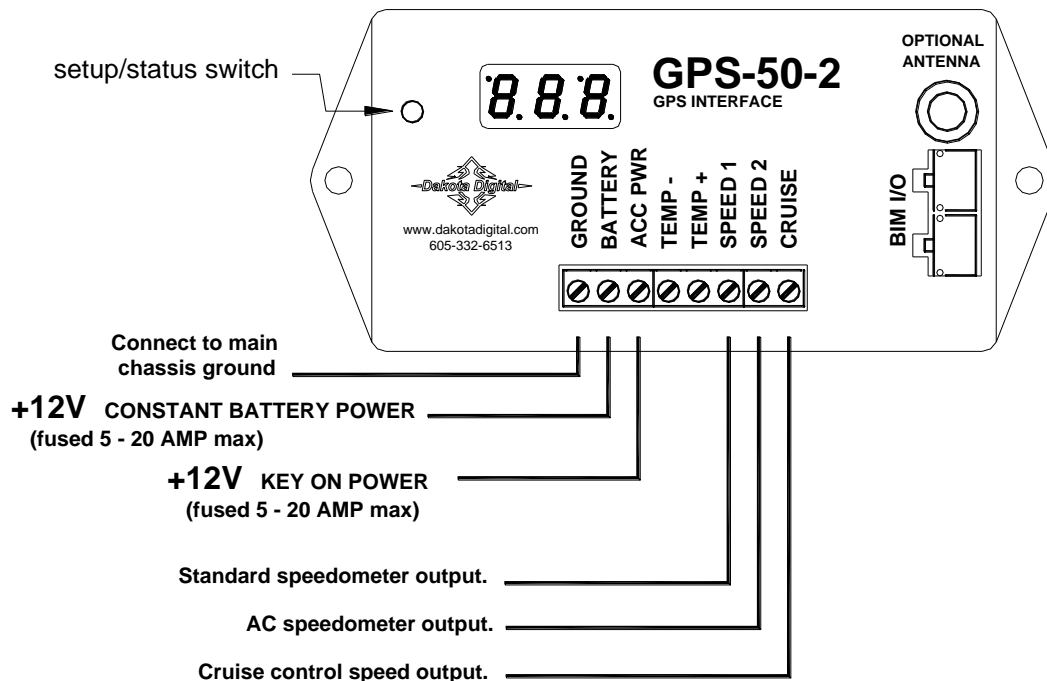 setup/status switch
8.8.8.
GPS-50-2
GPS INTERFACE
OPTIONAL
ANTENNA
Dakota Digital
www.dakotadigital.com
605-332-6513
GROUND
BATTERY
ACC PWR
TEMP -
TEMP +
SPEED 1
SPEED 2
CRUISE
BIM I/O
Connect to main
chassis ground
+12V CONSTANT BATTERY POWER
(fused 5 - 20 AMP max)
+12V KEY ON POWER
(fused 5 - 20 AMP max)
Standard speedometer output.
AC speedometer output.
Cruise control speed output.